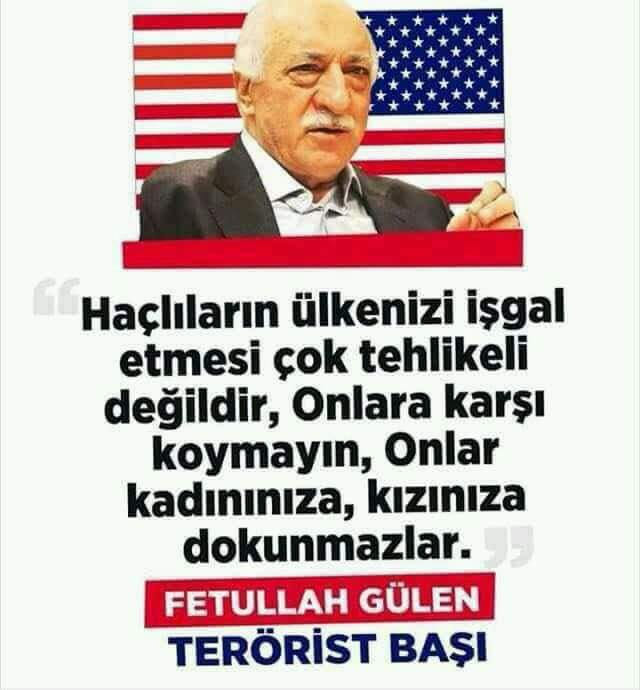 “Haçlıların ülkenizi işgal
etmesi çok tehlikeli
değildir, Onlara karşı
koymayın, Onlar
kadınınıza, kızınıza
dokunmazlar.”
FETULLAH GÜLEN
TERÖRİST BAŞI